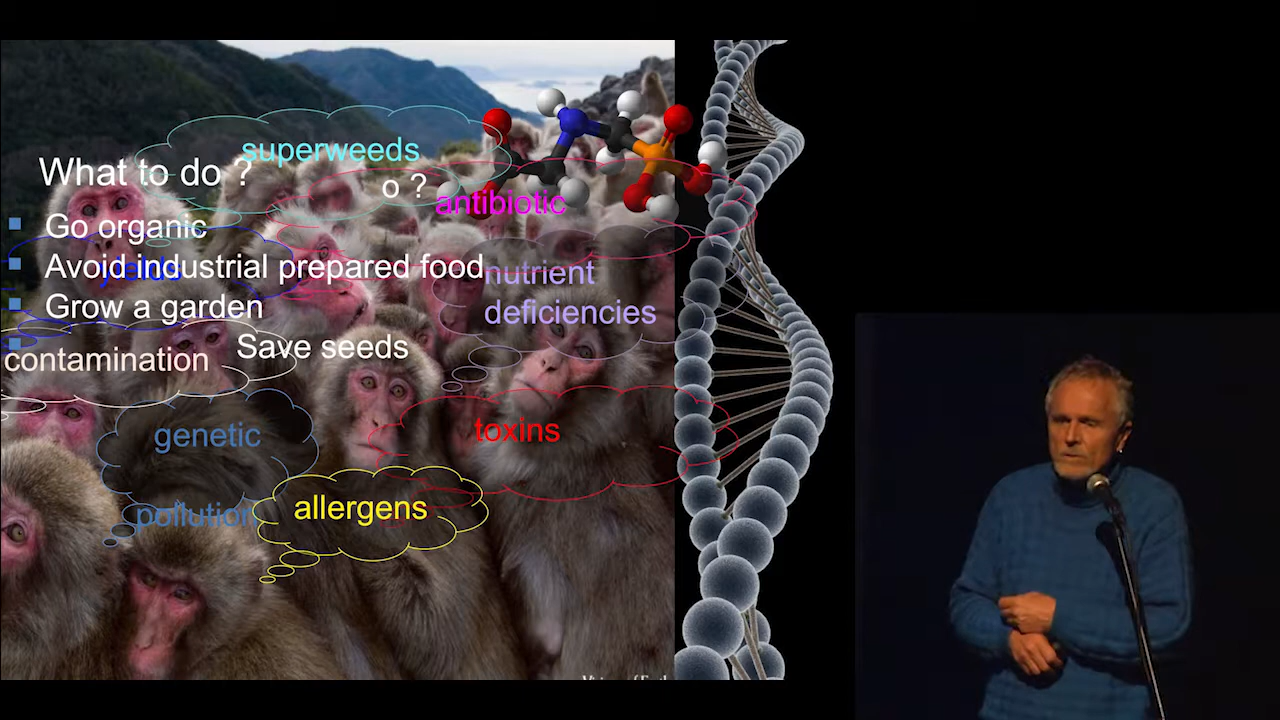 superweeds
What to do ?
o ?
antibiotic
Go organic
yields
Avoid industrial prepared food
nutrient
deficiencies
Grow a garden
Save seeds
contamination
genetic
toxins
allergens
pollution